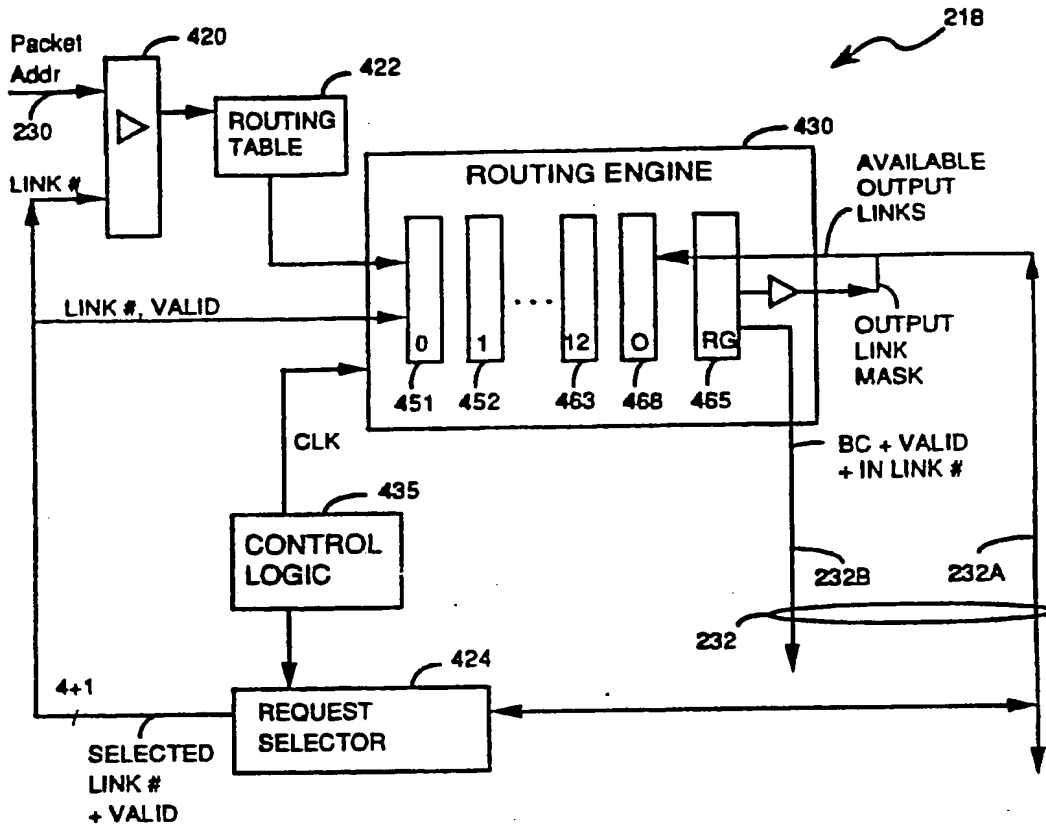 218
420
Packet
Addr
230
LINK #
422
ROUTING
TABLE
430
ROUTING ENGINE
AVAILABLE
OUTPUT
LINKS
LINK #, VALID
0
1
...
12
O
RG
OUTPUT
LINK
MASK
451
452
463
468
465
CLK
BC + VALID
+ IN LINK #
435
CONTROL
LOGIC
232B
232A
232
424
4+1
REQUEST
SELECTOR
SELECTED
LINK #
+ VALID